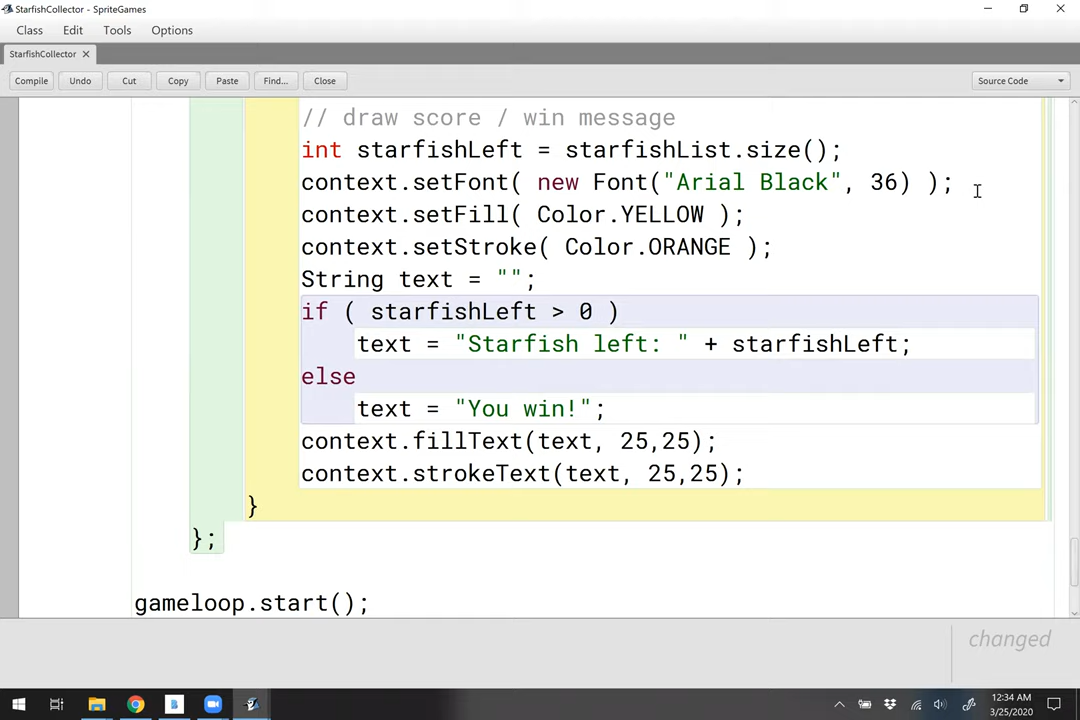 StarfishCollector - SpriteGames
Class Edit Tools Options
StarfishCollector
Compile Undo Cut Copy Paste Find... Close Source Code
// draw score / win message
int starfishLeft = starfishList.size();
context.setFont( new Font("Arial Black", 36) );
context.setFill( Color.YELLOW );
context.setStroke( Color.ORANGE );
String text = "";
if ( starfishLeft > 0 )
text = "Starfish left: " + starfishLeft;
else
text = "You win!";
context.fillText(text, 25,25);
context.strokeText(text, 25,25);
}
};
gameloop.start();
changed
12:34 AM
3/25/2020